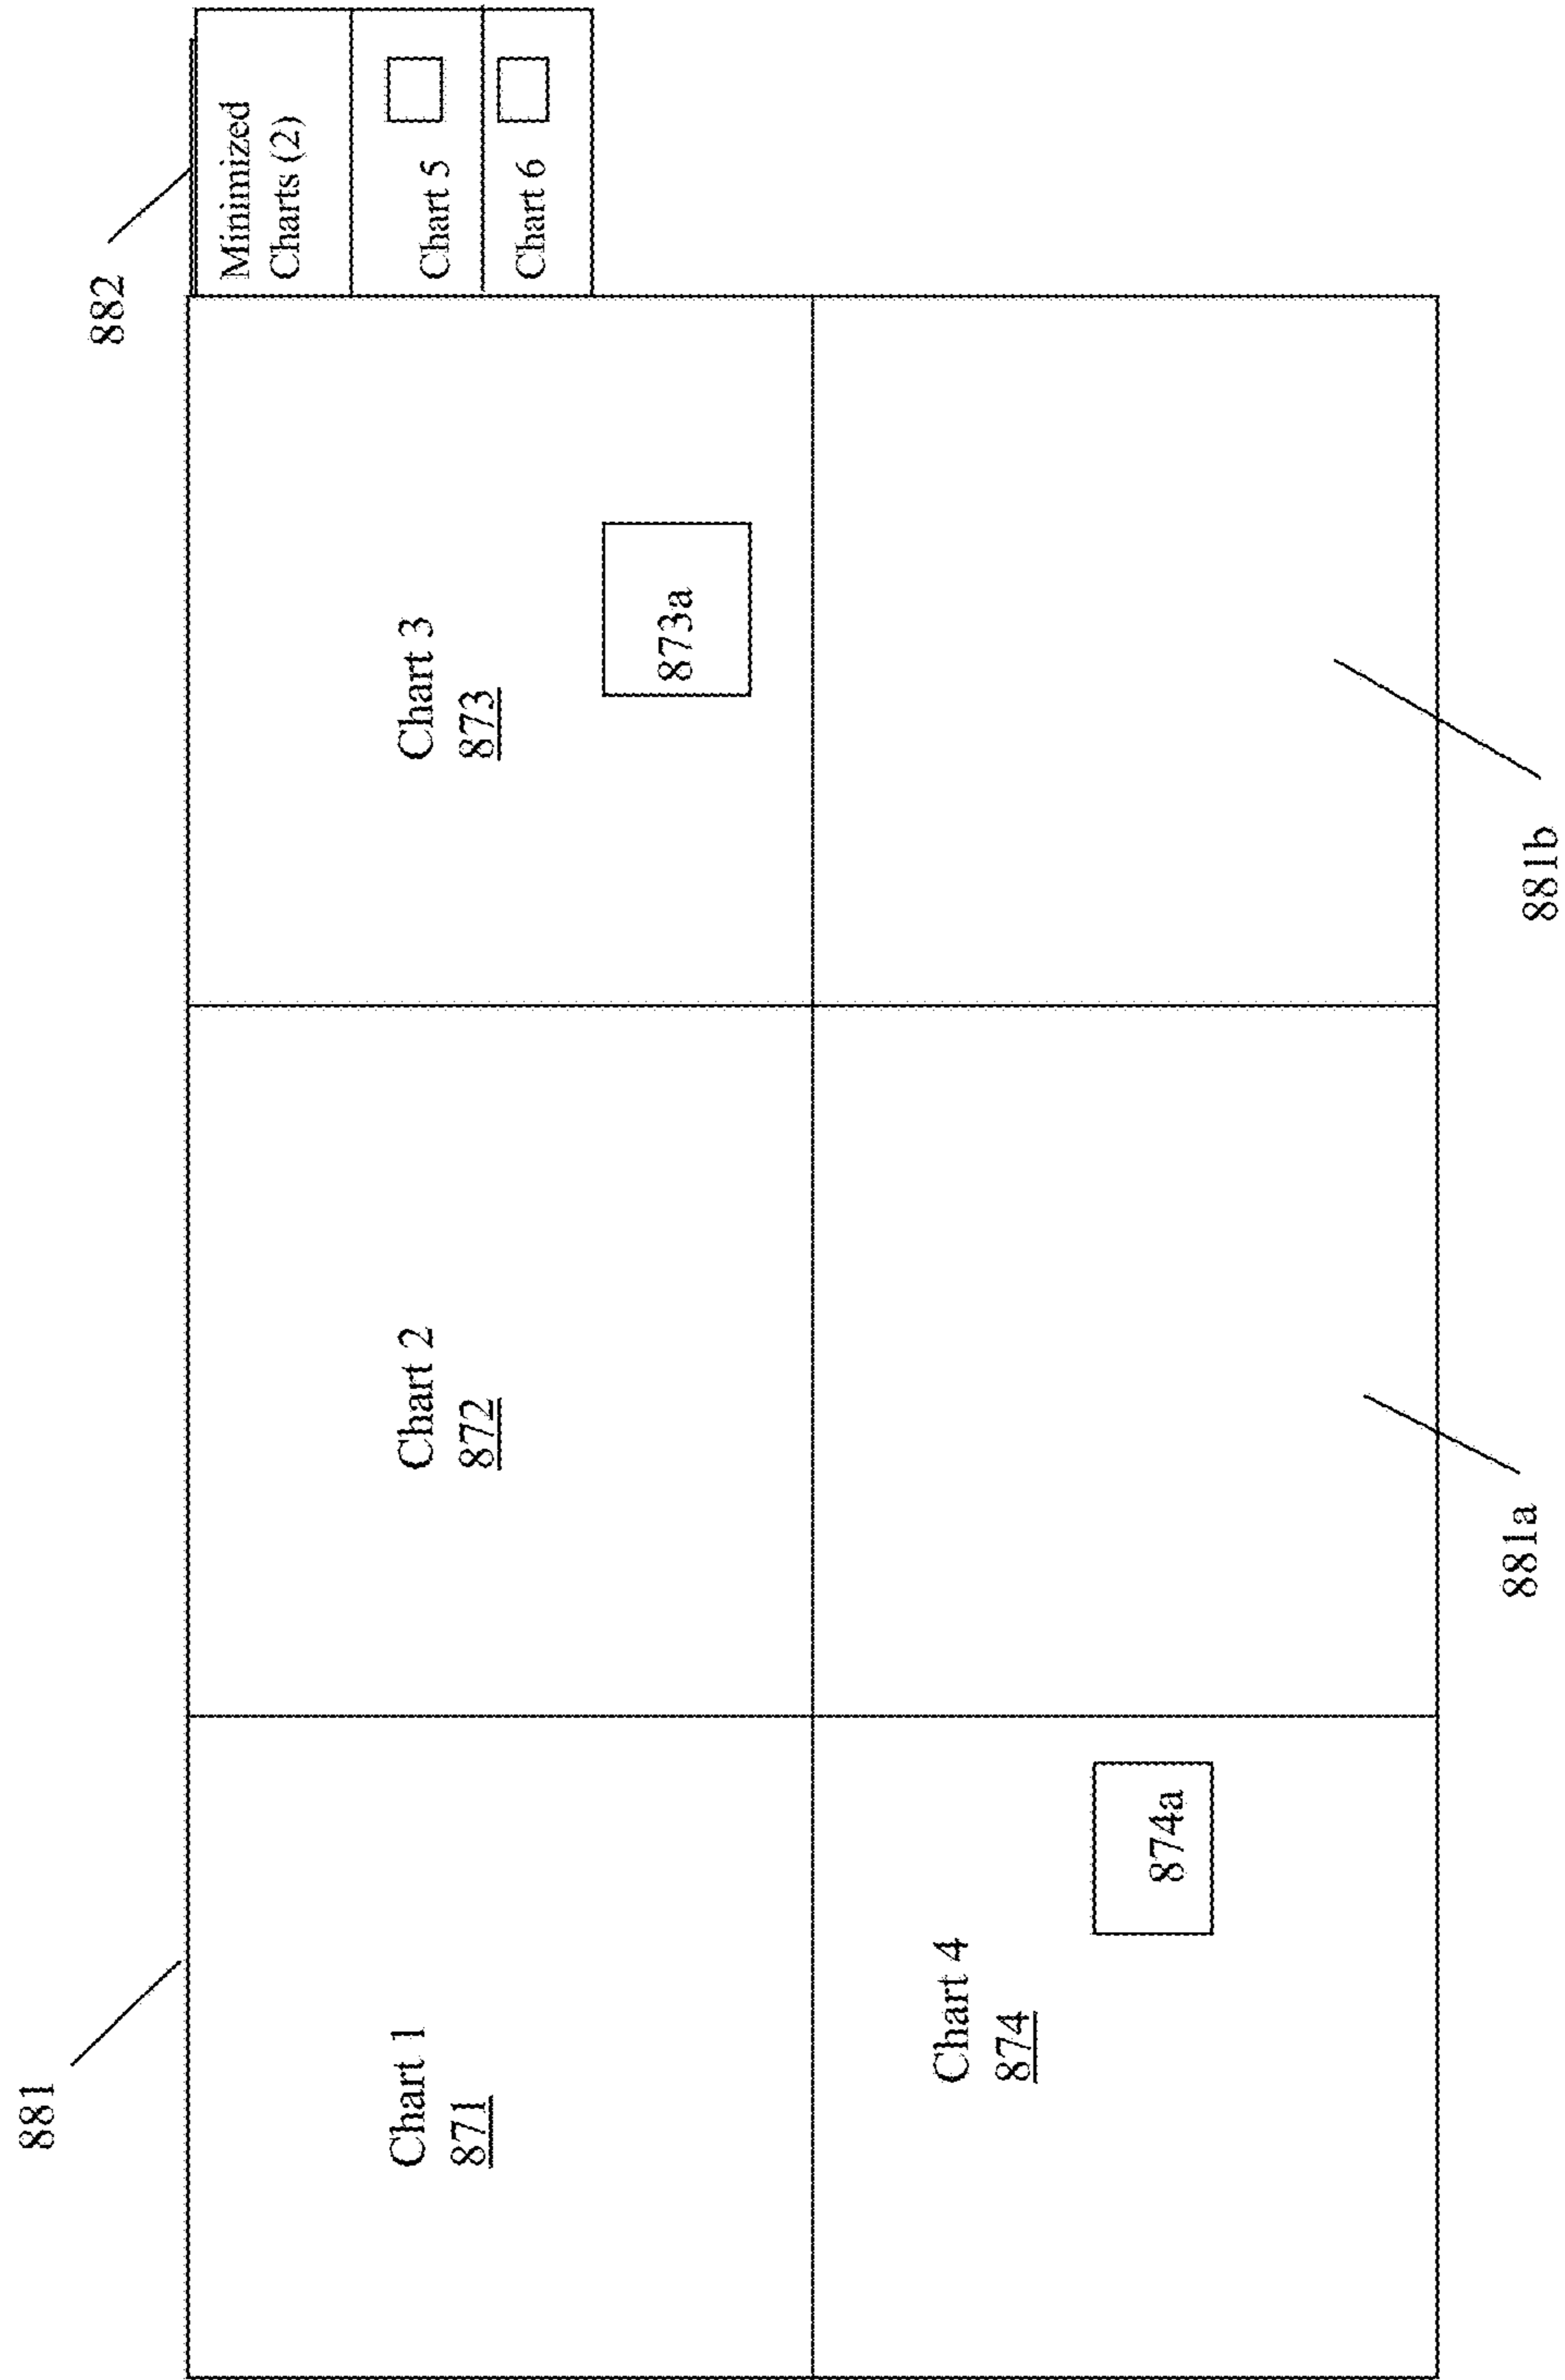 881
882
Chart 1
871
Chart 2
872
Chart 3
873
873a
Minimized
Charts (2)
Chart 5
Chart 6
Chart 4
874
874a
881a
881b